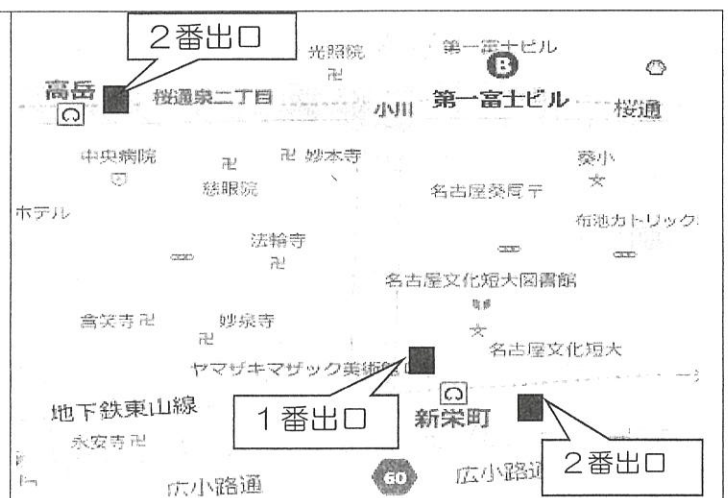 2番出口
光照院
第一富士ビル
B
高岳
桜通泉二丁目
小川
第一富士ビル
桜通
中央病院
妙本寺
葵小
慈眼院
名古屋葵局〒
ホテル
布池カトリック
法輪寺
名古屋文化短大図書館
含笑寺
妙泉寺
名古屋文化短大
ヤマザキマザック美術館
地下鉄東山線
1番出口
新栄町
永安寺
2番出口
広小路通
60
広小路通